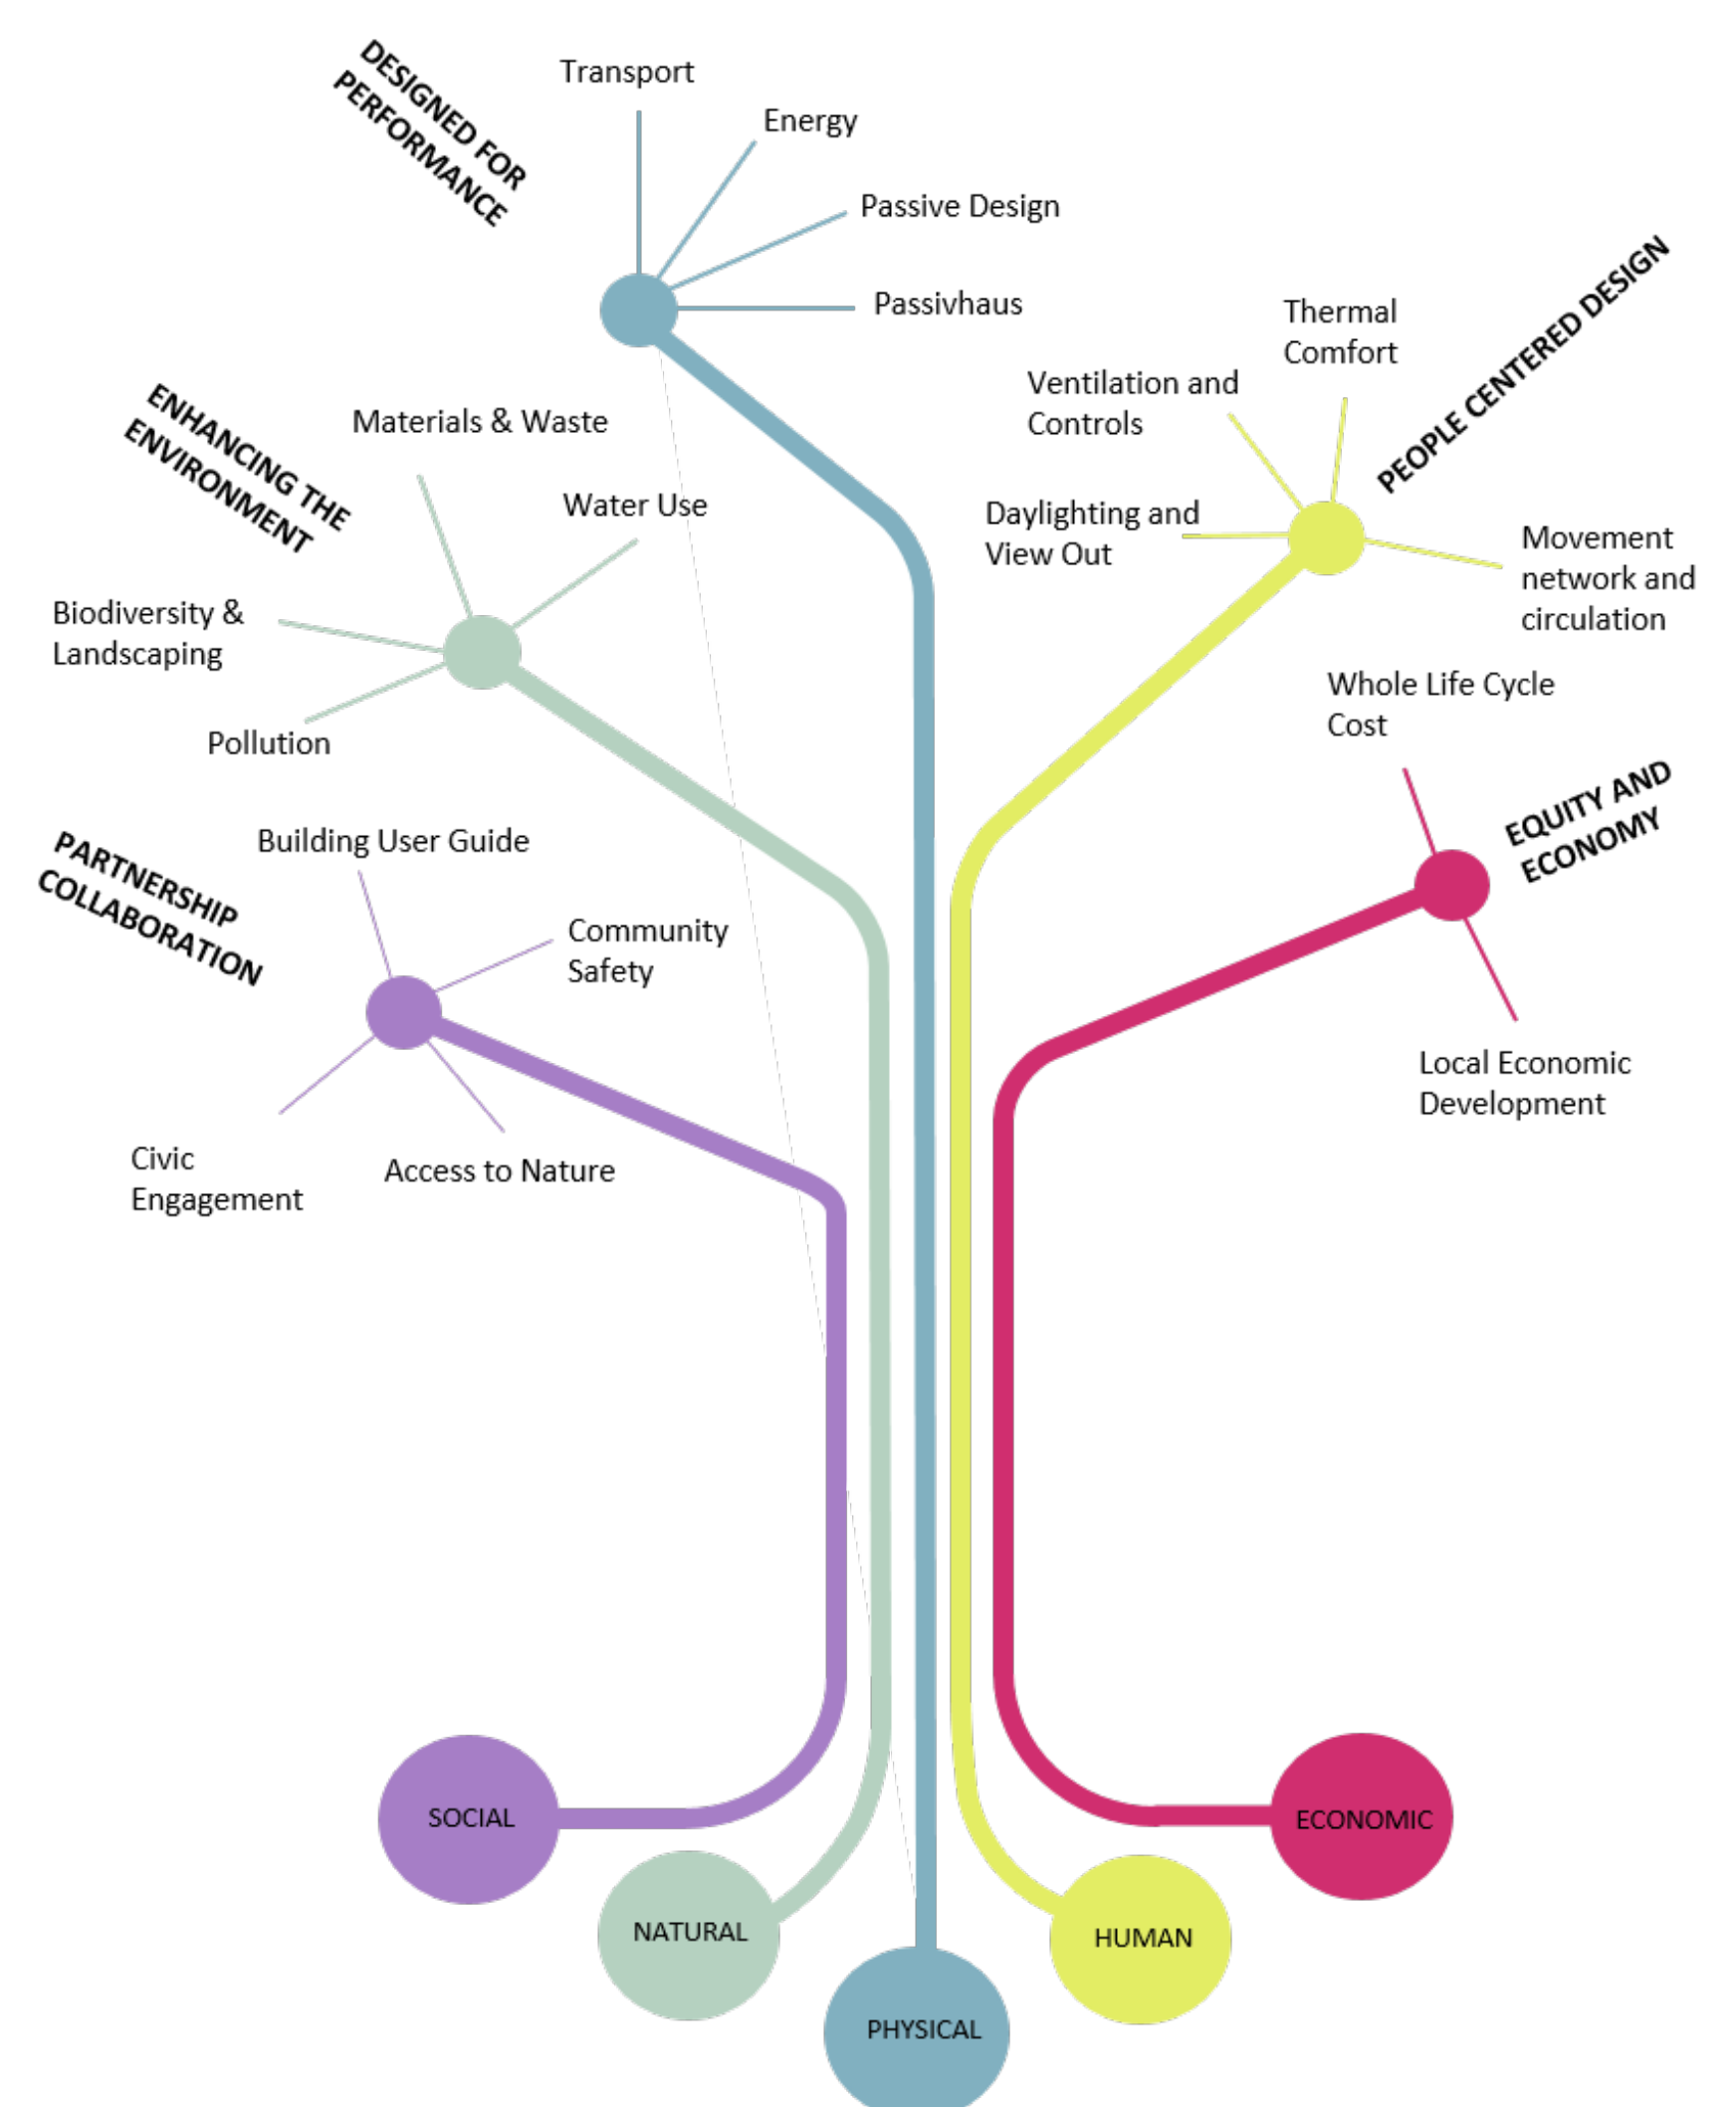 DESIGNED FOR
PERFORMANCE
Transport
Energy
Passive Design
Passivhaus
ENHANCING THE
ENVIRONMENT
Materials & Waste
Water Use
Biodiversity &
Landscaping
Pollution
PEOPLE CENTERED DESIGN
Thermal
Comfort
Ventilation and
Controls
Daylighting and
View Out
Movement
network and
circulation
Whole Life Cycle
Cost
EQUITY AND
ECONOMY
Local Economic
Development
PARTNERSHIP
COLLABORATION
Building User Guide
Community
Safety
Civic
Engagement
Access to Nature
SOCIAL
NATURAL
PHYSICAL
HUMAN
ECONOMIC